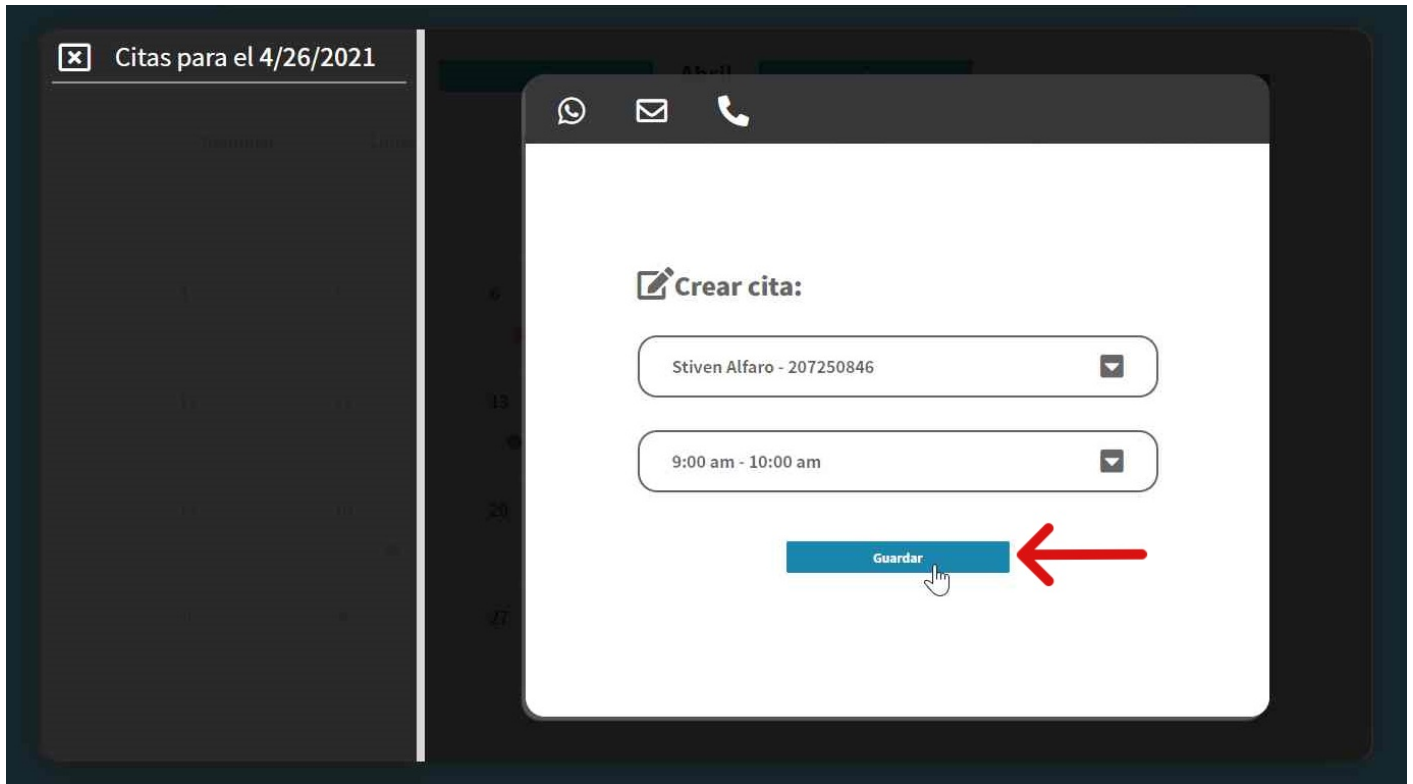 Citas para el 4/26/2021
Abril
Crear cita:
Stiven Alfaro - 207250846
9:00 am - 10:00 am
Guardar
6
13
20
27